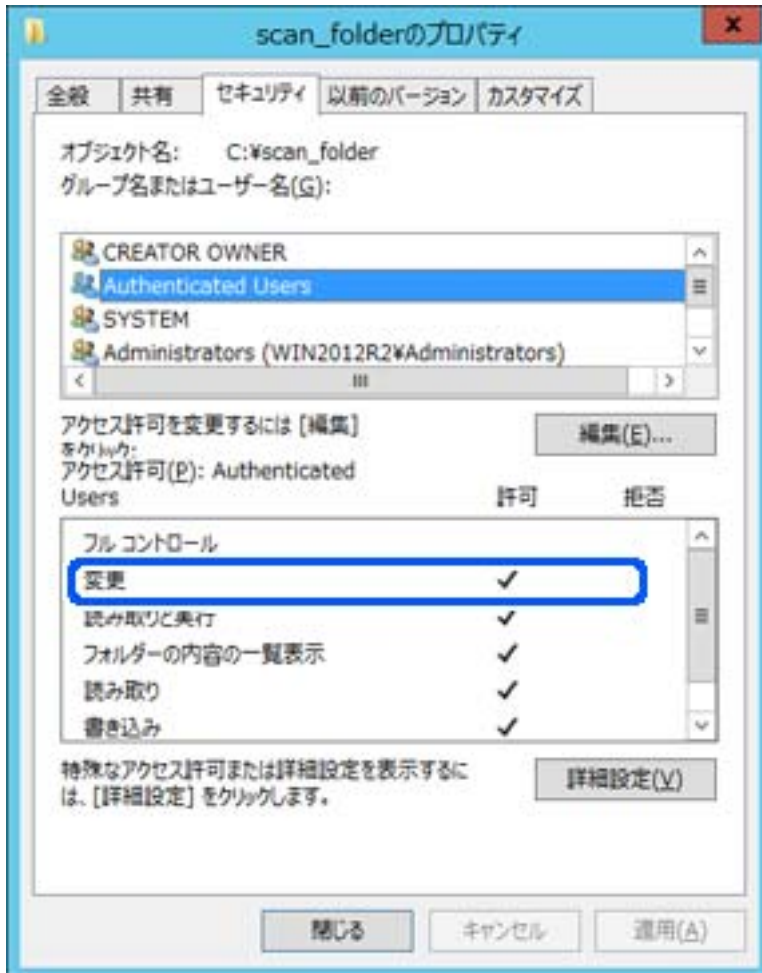 scan_folderのプロパティ
全般 共有 セキュリティ 以前のバージョン カスタマイズ
オブジェクト名: C:¥scan_folder
グループ名またはユーザー名(G):
CREATOR OWNER
Authenticated Users
SYSTEM
Administrators (WIN2012R2¥Administrators)
アクセス許可を変更するには [編集]
をクリック:
編集(E)...
アクセス許可(P): Authenticated
Users 許可 拒否
フル コントロール
変更
読み取りと実行
フォルダーの内容の一覧表示
読み取り
書き込み
特殊なアクセス許可または詳細設定を表示するに
は、[詳細設定] をクリックします。
詳細設定(V)
閉じる キャンセル 適用(A)